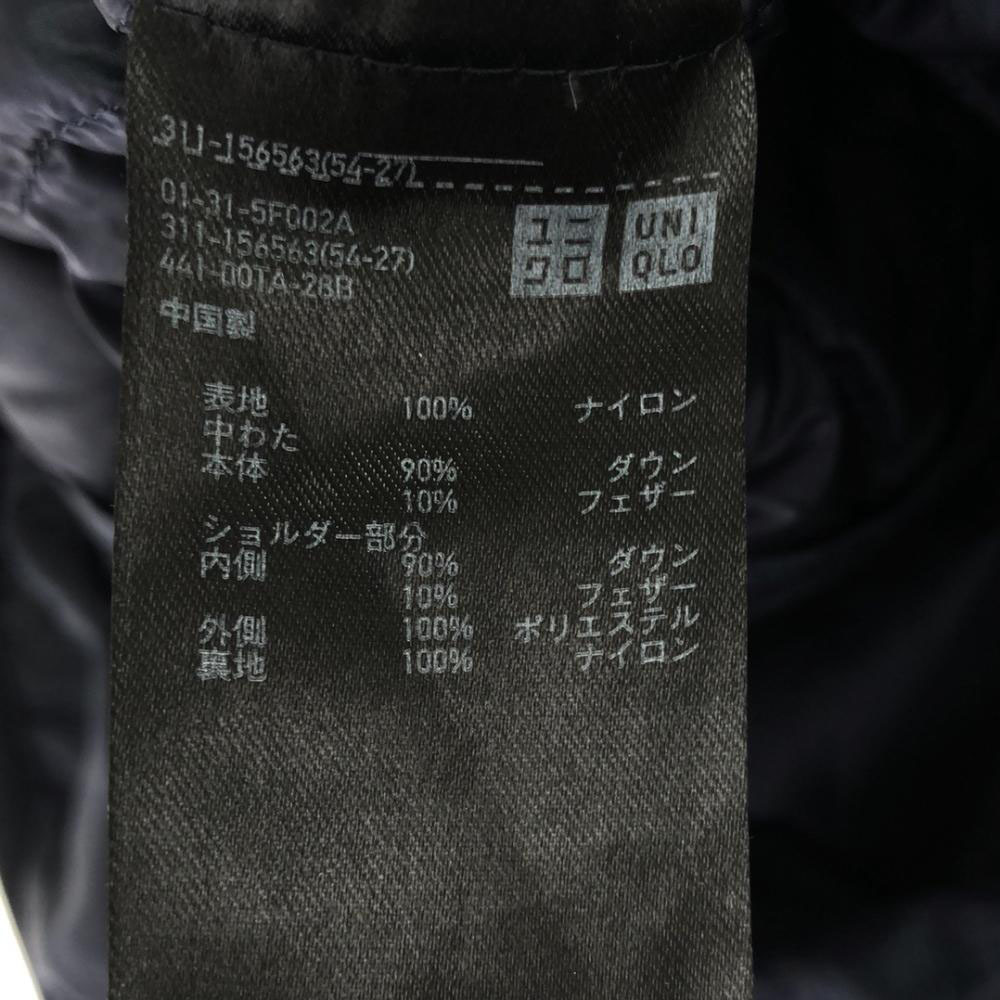 311-156563(54-27)
01-31-5F002A
311-156563(54-27)
441-00TA-28B
ユニ
クロ
UNI
QLO
中国製
表地 100% ナイロン
中わた
本体 90% ダウン
10% フェザー
ショルダー部分
内側 90% ダウン
10% フェザー
外側 100% ポリエステル
裏地 100% ナイロン